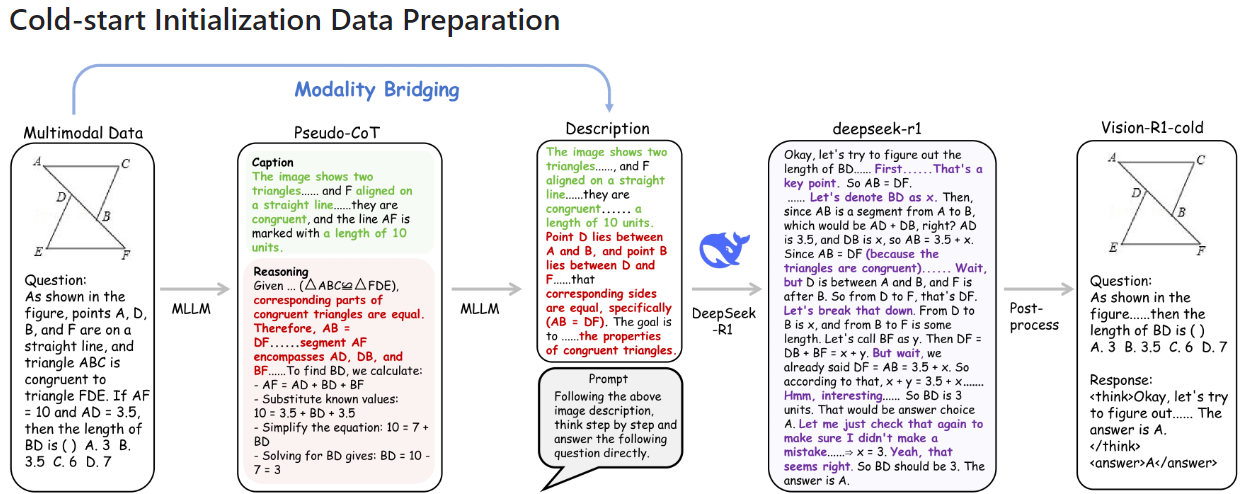 Cold-start Initialization Data Preparation
Modality Bridging
Multimodal Data
A
C
D
B
E
F
Question:
As shown in the
figure, points A, D,
B, and F are on a
straight line, and
triangle ABC is
congruent to
triangle FDE. If AF
= 10 and AD = 3.5,
then the length of
BD is ( ) A. 3 B.
3.5 C. 6 D. 7
MLLM
Pseudo-CoT
Caption
The image shows two
triangles...... and F aligned on
a straight line......they are
congruent, and the line AF is
marked with a length of 10
units.
Reasoning
Given ... (△ABC≌△FDE),
corresponding parts of
congruent triangles are equal.
Therefore, AB =
DF......segment AF
encompasses AD, DB, and
BF......To find BD, we calculate:
- AF = AD + BD + BF
- Substitute known values:
10 = 3.5 + BD + 3.5
- Simplify the equation: 10 = 7 +
BD
- Solving for BD gives: BD = 10 -
7 = 3
MLLM
Description
The image shows two
triangles......, and F
aligned on a straight
line......they are
congruent...... a
length of 10 units.
Point D lies between
A and B, and point B
lies between D and
F......that
corresponding sides
are equal, specifically
(AB = DF). The goal is
to ......the properties
of congruent triangles.
Prompt
Following the above
image description,
think step by step and
answer the following
question directly.
DeepSeek
-R1
deepseek-r1
Okay, let's try to figure out the
length of BD...... First......That's a
key point. So AB = DF.
...... Let's denote BD as x. Then,
since AB is a segment from A to B,
which would be AD + DB, right? AD
is 3.5, and DB is x, so AB = 3.5 + x.
Since AB = DF (because the
triangles are congruent)...... Wait,
but D is between A and B, and F is
after B. So from D to F, that's DF.
Let's break that down. From D to
B is x, and from B to F is some
length. Let's call BF as y. Then DF =
DB + BF = x + y. But wait, we
already said DF = AB = 3.5 + x. So
according to that, x + y = 3.5 + x.......
Hmm, interesting...... So BD is 3
units. That would be answer choice
A. Let me just check that again to
make sure I didn't make a
mistake......⇒ x = 3. Yeah, that
seems right. So BD should be 3. The
answer is A.
Post-
process
Vision-R1-cold
A
C
D
B
E
F
Question:
As shown in the
figure......then the
length of BD is ( )
A. 3 B. 3.5 C. 6 D. 7
Response:
<think>Okay, let's try
to figure out...... The
answer is A.
</think>
<answer>A</answer>